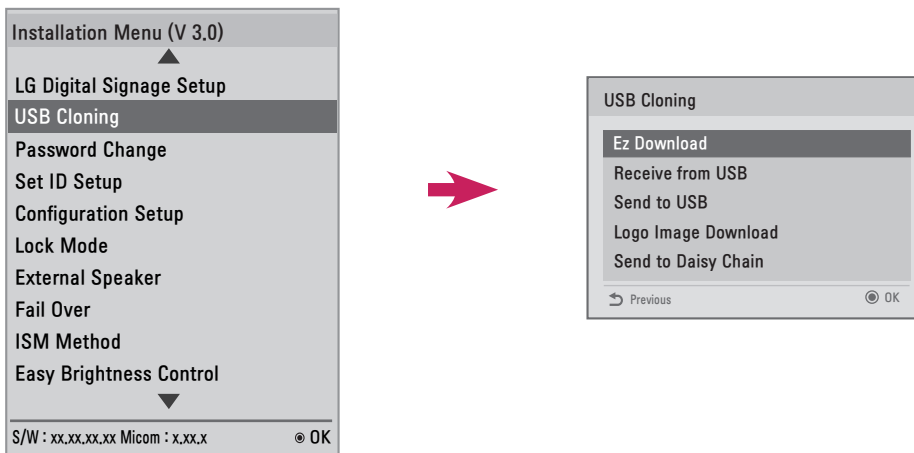 Installation Menu (V 3.0)
LG Digital Signage Setup
USB Cloning
Password Change
Set ID Setup
Configuration Setup
Lock Mode
External Speaker
Fail Over
ISM Method
Easy Brightness Control
S/W : xx.xx.xx.xx Micom : x.xx.x OK
USB Cloning
Ez Download
Receive from USB
Send to USB
Logo Image Download
Send to Daisy Chain
Previous OK